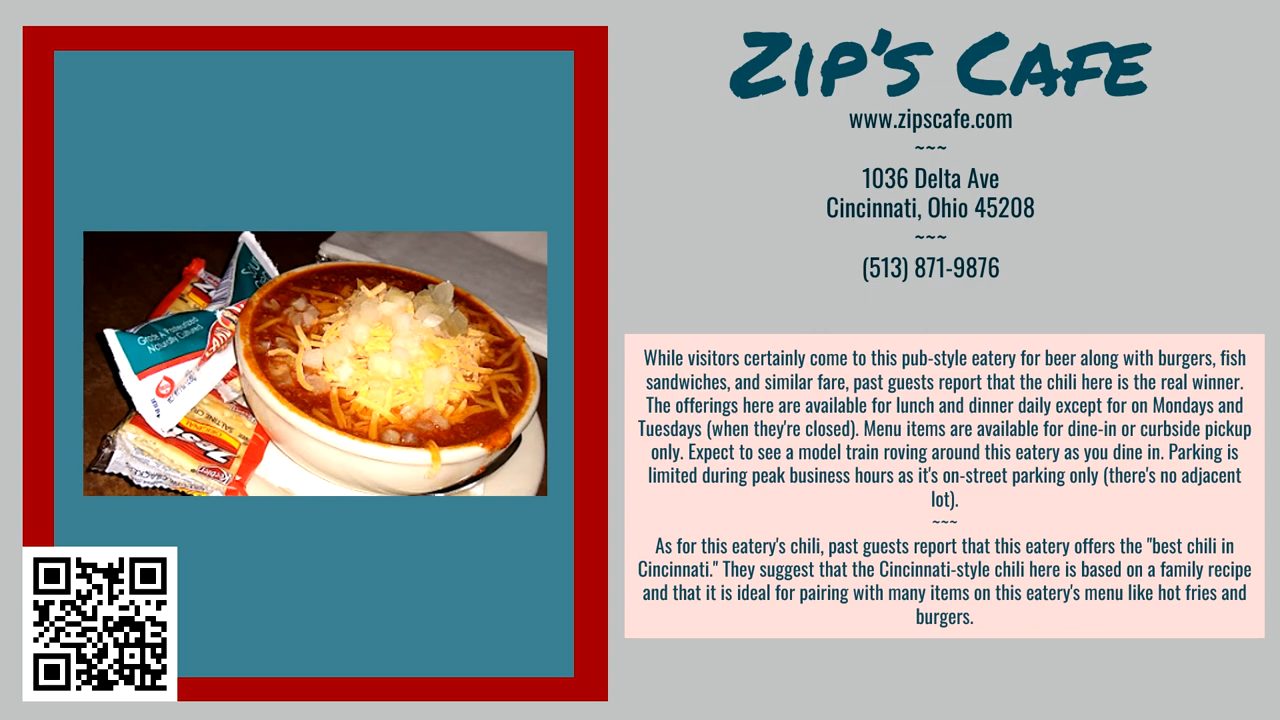 Zip's Cafe
www.zipscafe.com
~~~
1036 Delta Ave
Cincinnati, Ohio 45208
~~~
(513) 871-9876
While visitors certainly come to this pub-style eatery for beer along with burgers, fish
sandwiches, and similar fare, past guests report that the chili here is the real winner.
The offerings here are available for lunch and dinner daily except for on Mondays and
Tuesdays (when they're closed). Menu items are available for dine-in or curbside pickup
only. Expect to see a model train roving around this eatery as you dine in. Parking is
limited during peak business hours as it's on-street parking only (there's no adjacent
lot).
~~~
As for this eatery's chili, past guests report that this eatery offers the "best chili in
Cincinnati." They suggest that the Cincinnati-style chili here is based on a family recipe
and that it is ideal for pairing with many items on this eatery's menu like hot fries and
burgers.
Grade A Pasteurized
Naturally Cultured
ORIGINAL